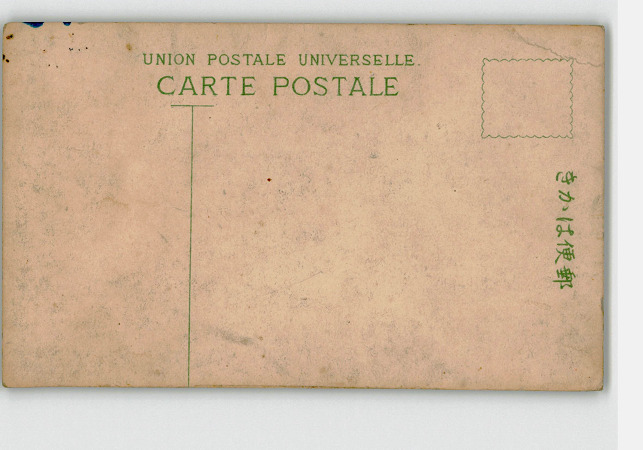 UNION POSTALE UNIVERSELLE.
CARTE POSTALE
郵便はかき